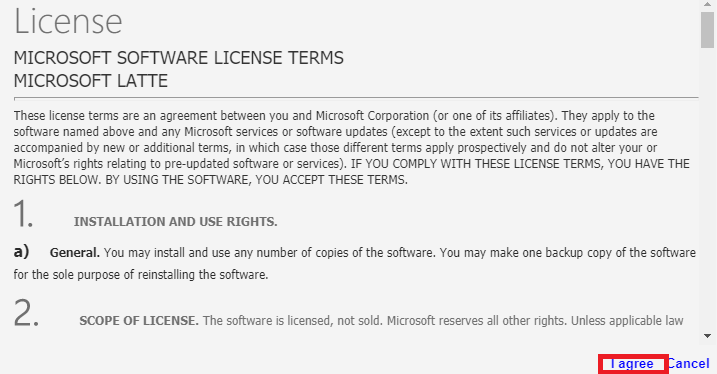 License
MICROSOFT SOFTWARE LICENSE TERMS
MICROSOFT LATTE
These license terms are an agreement between you and Microsoft Corporation (or one of its affiliates). They apply to the
software named above and any Microsoft services or software updates (except to the extent such services or updates are
accompanied by new or additional terms, in which case those different terms apply prospectively and do not alter your or
Microsoft's rights relating to pre-updated software or services). IF YOU COMPLY WITH THESE LICENSE TERMS, YOU HAVE THE
RIGHTS BELOW. BY USING THE SOFTWARE, YOU ACCEPT THESE TERMS.
1. INSTALLATION AND USE RIGHTS.
a) General. You may install and use any number of copies of the software. You may make one backup copy of the software
for the sole purpose of reinstalling the software.
2. SCOPE OF LICENSE. The software is licensed, not sold. Microsoft reserves all other rights. Unless applicable law
I agree Cancel